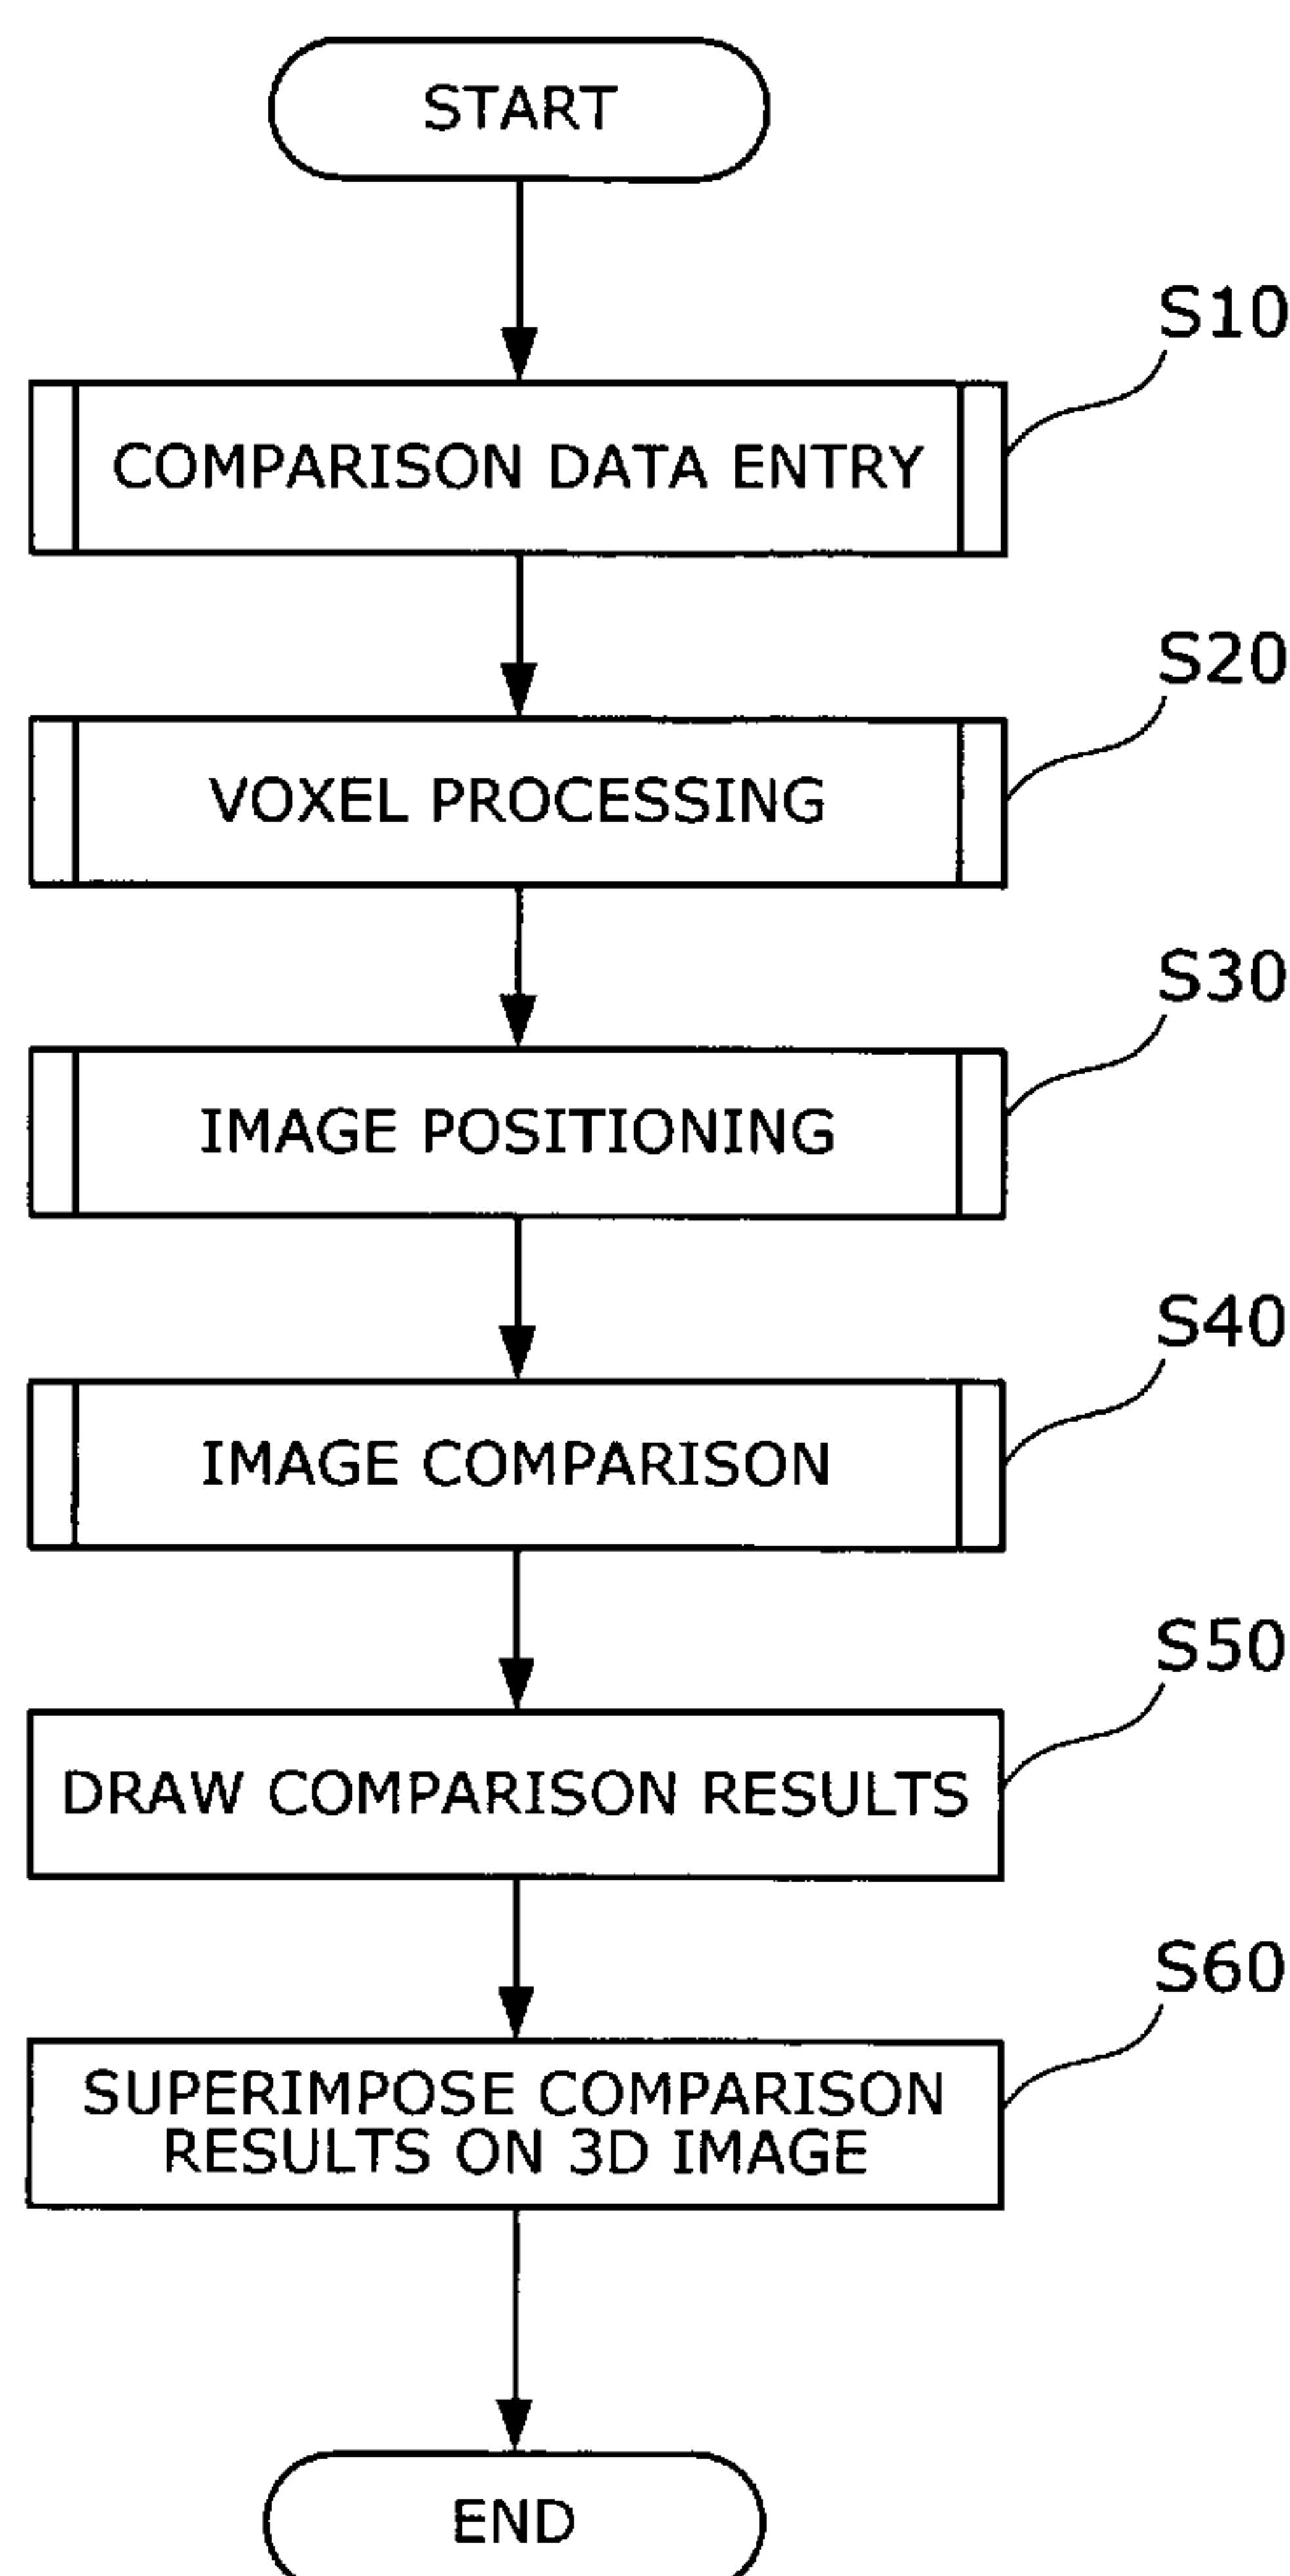 START
S10
COMPARISON DATA ENTRY
S20
VOXEL PROCESSING
S30
IMAGE POSITIONING
S40
IMAGE COMPARISON
S50
DRAW COMPARISON RESULTS
S60
SUPERIMPOSE COMPARISON
RESULTS ON 3D IMAGE
END